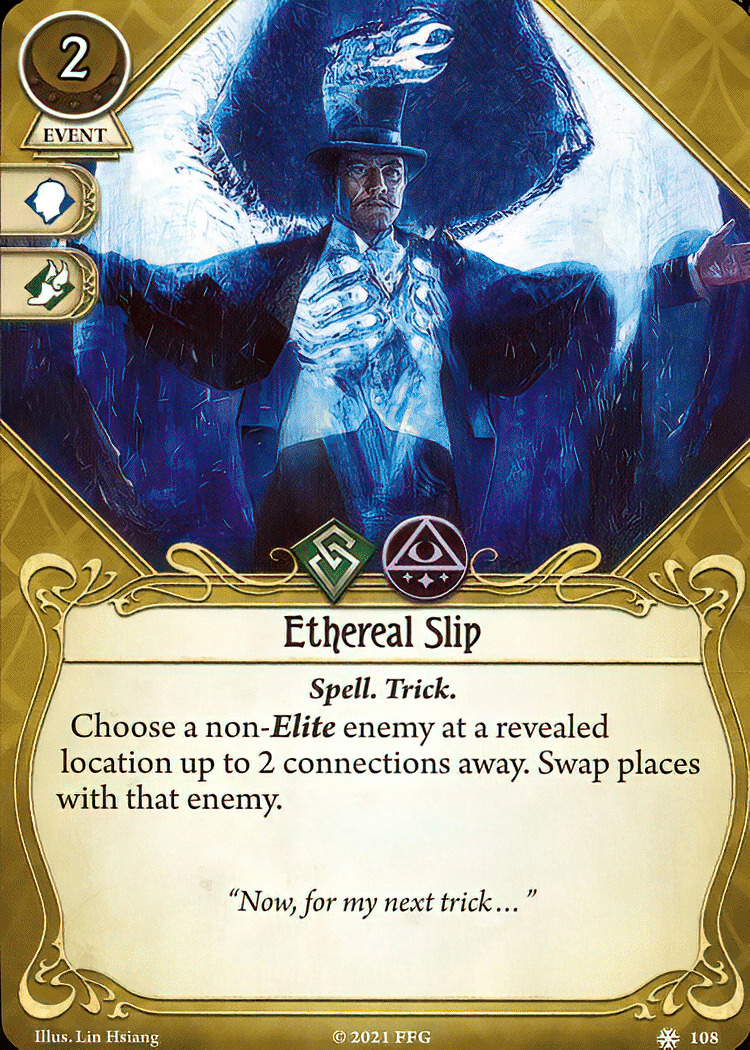 2
EVENT
Ethereal Slip
Spell. Trick.
Choose a non-Elite enemy at a revealed
location up to 2 connections away. Swap places
with that enemy.
“Now, for my next trick… ”
Illus. Lin Hsiang
© 2021 FFG
108